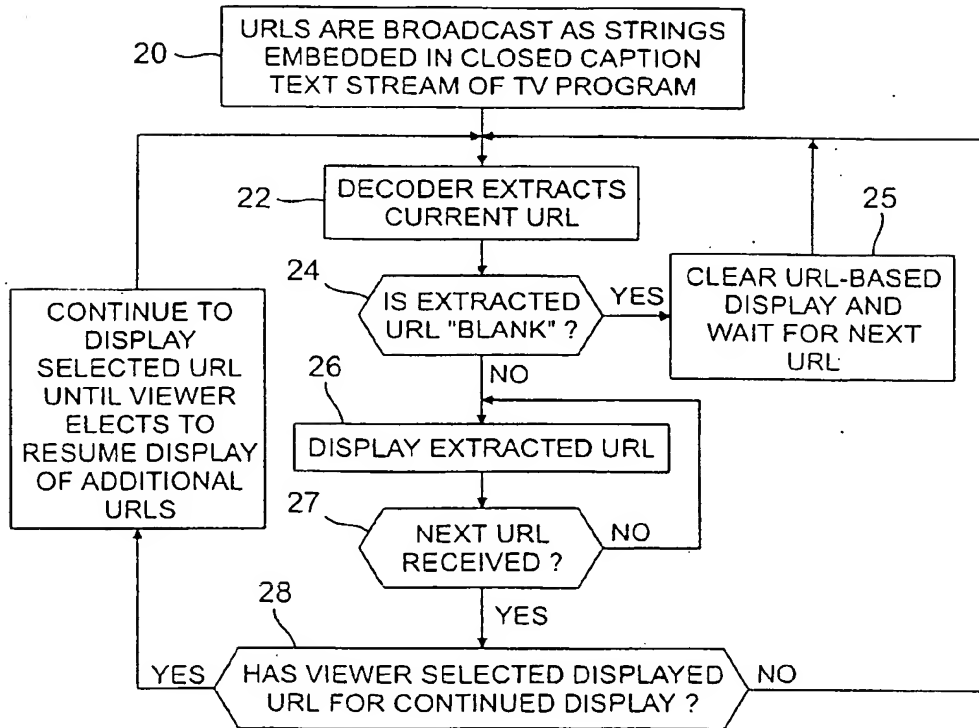 URLS ARE BROADCAST AS STRINGS
EMBEDDED IN CLOSED CAPTION
TEXT STREAM OF TV PROGRAM
20
22
DECODER EXTRACTS
CURRENT URL
25
24
IS EXTRACTED
URL "BLANK" ?
YES
CLEAR URL-BASED
DISPLAY AND
WAIT FOR NEXT
URL
NO
CONTINUE TO
DISPLAY
SELECTED URL
UNTIL VIEWER
ELECTS TO
RESUME DISPLAY
OF ADDITIONAL
URLS
26
DISPLAY EXTRACTED URL
27
NEXT URL
RECEIVED ?
NO
YES
28
YES
HAS VIEWER SELECTED DISPLAYED
URL FOR CONTINUED DISPLAY ?
NO